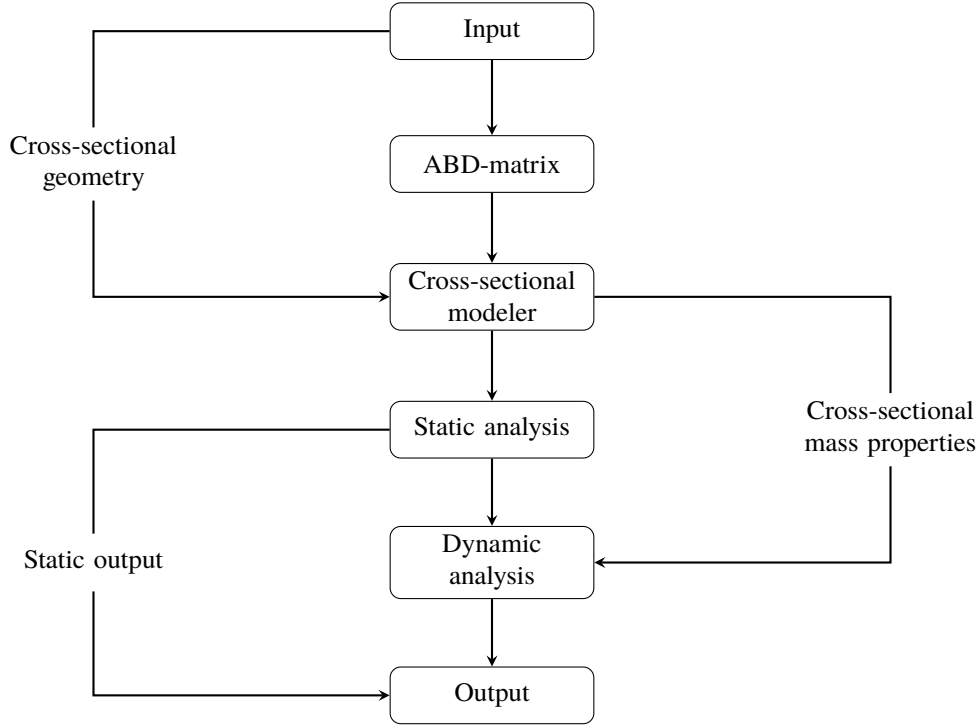 Input
Cross-sectional
geometry
ABD-matrix
Cross-sectional
modeler
Static analysis
Cross-sectional
mass properties
Dynamic
analysis
Static output
Output